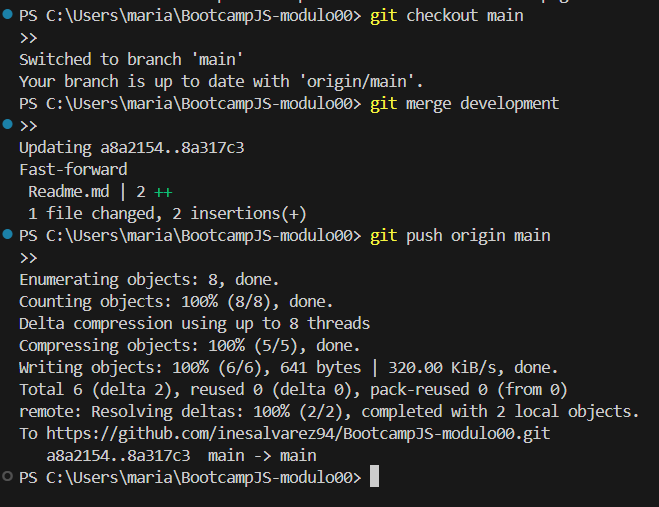 PS C:\Users\maria\BootcampJS-modulo00> git checkout main
>>
Switched to branch 'main'
Your branch is up to date with 'origin/main'.
PS C:\Users\maria\BootcampJS-modulo00> git merge development
>>
Updating a8a2154..8a317c3
Fast-forward
 Readme.md | 2 ++
 1 file changed, 2 insertions(+)
PS C:\Users\maria\BootcampJS-modulo00> git push origin main
>>
Enumerating objects: 8, done.
Counting objects: 100% (8/8), done.
Delta compression using up to 8 threads
Compressing objects: 100% (5/5), done.
Writing objects: 100% (6/6), 641 bytes | 320.00 KiB/s, done.
Total 6 (delta 2), reused 0 (delta 0), pack-reused 0 (from 0)
remote: Resolving deltas: 100% (2/2), completed with 2 local objects.
To https://github.com/inesalvarez94/BootcampJS-modulo00.git
   a8a2154..8a317c3  main -> main
PS C:\Users\maria\BootcampJS-modulo00>